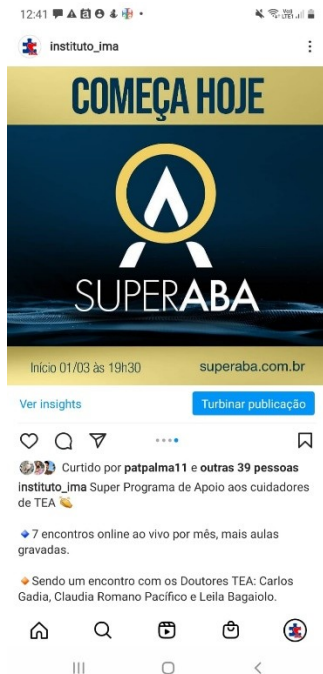 12:41
instituto_ima
COMEÇA HOJE
SUPERABA
Início 01/03 às 19h30
superaba.com.br
Ver insights
Turbinar publicação
Curtido por patpalma11 e outras 39 pessoas
instituto_ima Super Programa de Apoio aos cuidadores
de TEA 👏
🔹7 encontros online ao vivo por mês, mais aulas
gravadas.
🔸Sendo um encontro com os Doutores TEA: Carlos
Gadia, Claudia Romano Pacífico e Leila Bagaiolo.